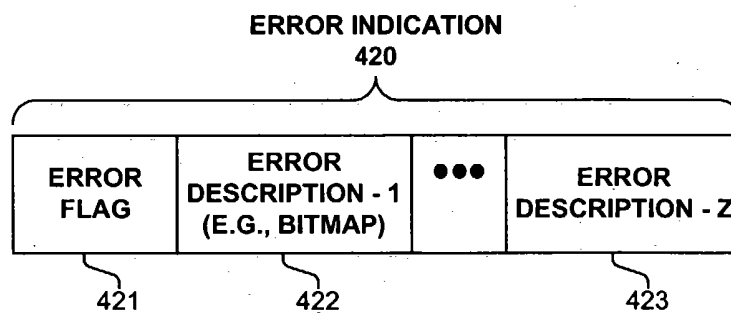 ERROR INDICATION
420
ERROR
FLAG
ERROR
DESCRIPTION - 1
(E.G., BITMAP)
●●●
ERROR
DESCRIPTION - Z
421
422
423